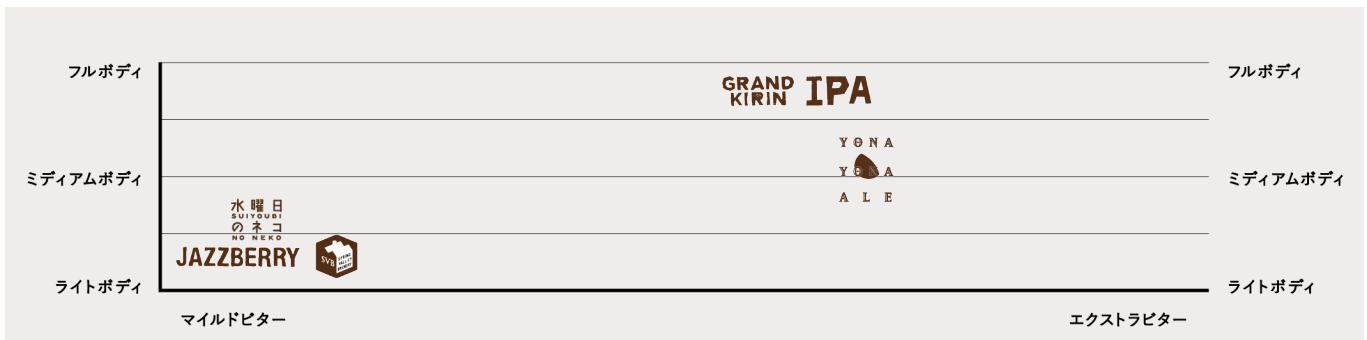 フルボディ
フルボディ
GRAND
KIRIN
IPA
YONA
YONA
ALE
ミディアムボディ
ミディアムボディ
水曜日
SUIYOUBI
のネコ
NO NEKO
JAZZBERRY
SVB
SPRING
VALLEY
BREWERY
ライトボディ
ライトボディ
マイルドビター
エクストラビター